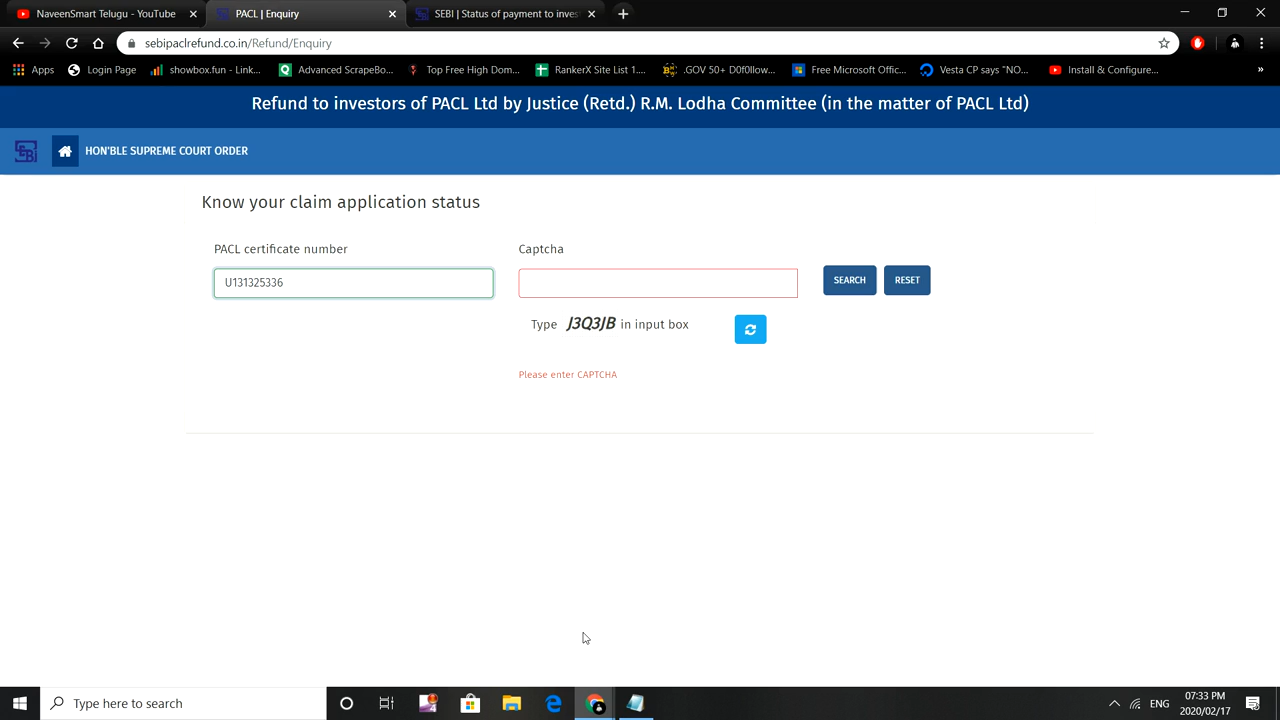 NaveenSmart Telugu - YouTube
PACL | Enquiry
SEBI | Status of payment to inves
sebipaclrefund.co.in/Refund/Enquiry
Apps
Login Page
showbox.fun - Link...
Advanced ScrapeBo...
Top Free High Dom...
RankerX Site List 1....
.GOV 50+ D0f0llow...
Free Microsoft Offic...
Vesta CP says "NO...
Install & Configure...
»
Refund to investors of PACL Ltd by Justice (Retd.) R.M. Lodha Committee (in the matter of PACL Ltd)
SEBI
HON'BLE SUPREME COURT ORDER
Know your claim application status
PACL certificate number
Captcha
U131325336
SEARCH
RESET
Type J3Q3JB in input box
Please enter CAPTCHA
Type here to search
ENG
07:33 PM
2020/02/17